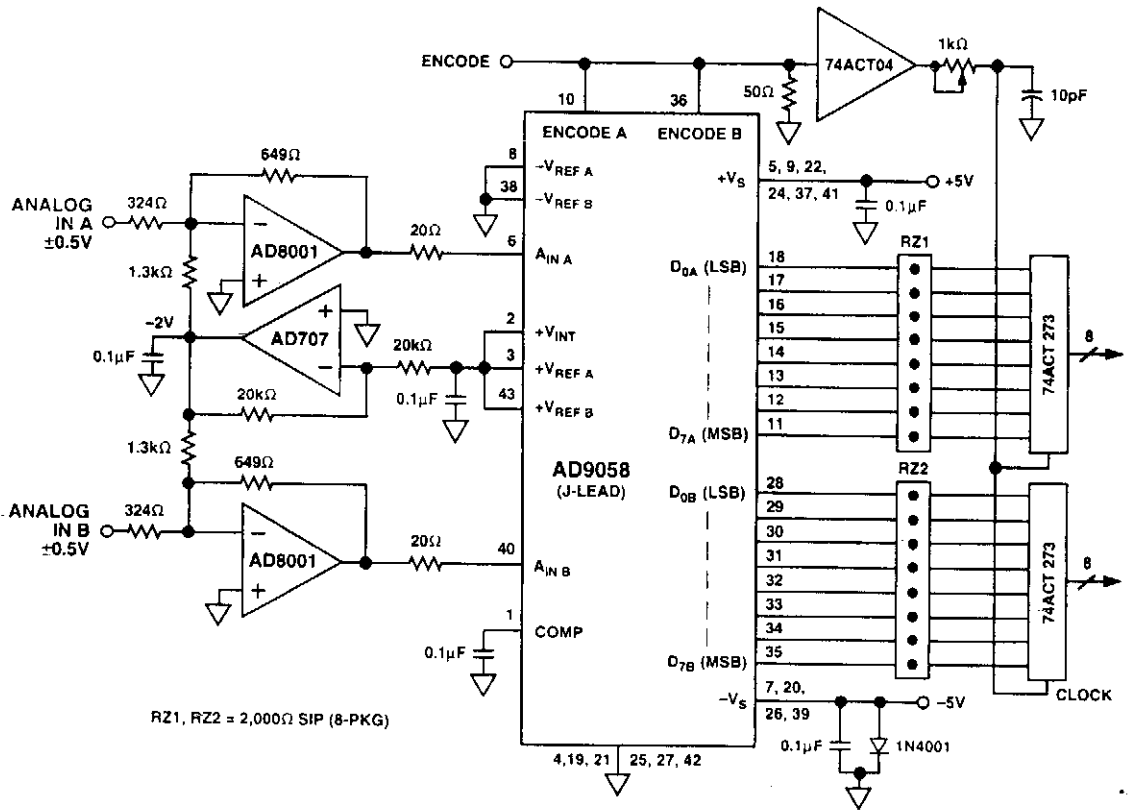 ENCODE
10
36
50Ω
74ACT04
1kΩ
10pF
ENCODE A
ENCODE B
8
–VREF A
38
–VREF B
+VS
5, 9, 22,
24, 37, 41
+5V
0.1µF
649Ω
ANALOG
IN A
±0.5V
324Ω
–
+
AD8001
20Ω
6
AIN A
1.3kΩ
–2V
0.1µF
AD707
+
–
20kΩ
20kΩ
0.1µF
2
+VINT
3
+VREF A
43
+VREF B
1.3kΩ
649Ω
ANALOG
IN B
±0.5V
324Ω
–
+
AD8001
20Ω
40
AIN B
1
COMP
0.1µF
AD9058
(J-LEAD)
RZ1
D0A (LSB)
18
17
16
15
14
13
12
11
D7A (MSB)
74ACT 273
8
RZ2
D0B (LSB)
28
29
30
31
32
33
34
35
D7B (MSB)
74ACT 273
8
CLOCK
–VS
7, 20,
26, 39
–5V
0.1µF
1N4001
4,19, 21
25, 27, 42
RZ1, RZ2 = 2,000Ω SIP (8-PKG)